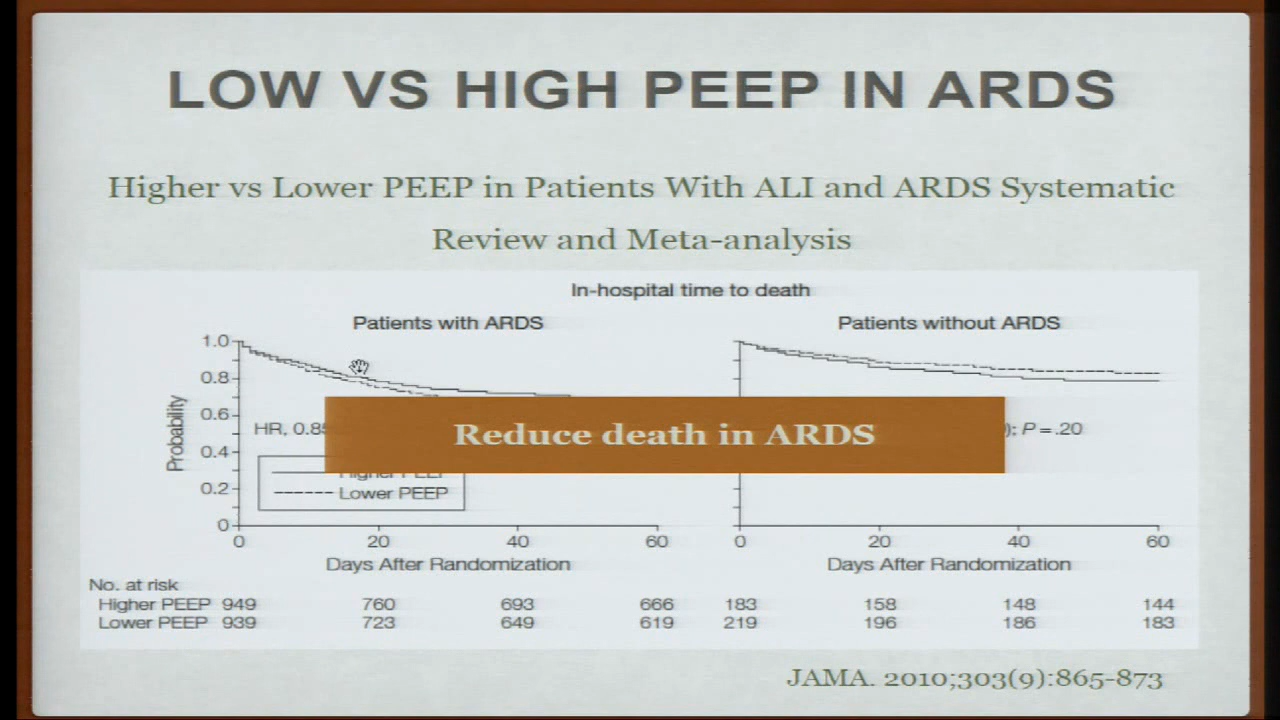 LOW VS HIGH PEEP IN ARDS
Higher vs Lower PEEP in Patients With ALI and ARDS Systematic
Review and Meta-analysis
In-hospital time to death
Patients with ARDS
Patients without ARDS
1.0
0.8
0.6
0.4
0.2
0
Probability
HR, 0.85
Reduce death in ARDS
); P=.20
Higher PEEP
Lower PEEP
0 20 40 60
0 20 40 60
Days After Randomization
Days After Randomization
No. at risk
Higher PEEP 949 760 693 666 183 158 148 144
Lower PEEP 939 723 649 619 219 196 186 183
JAMA. 2010;303(9):865-873